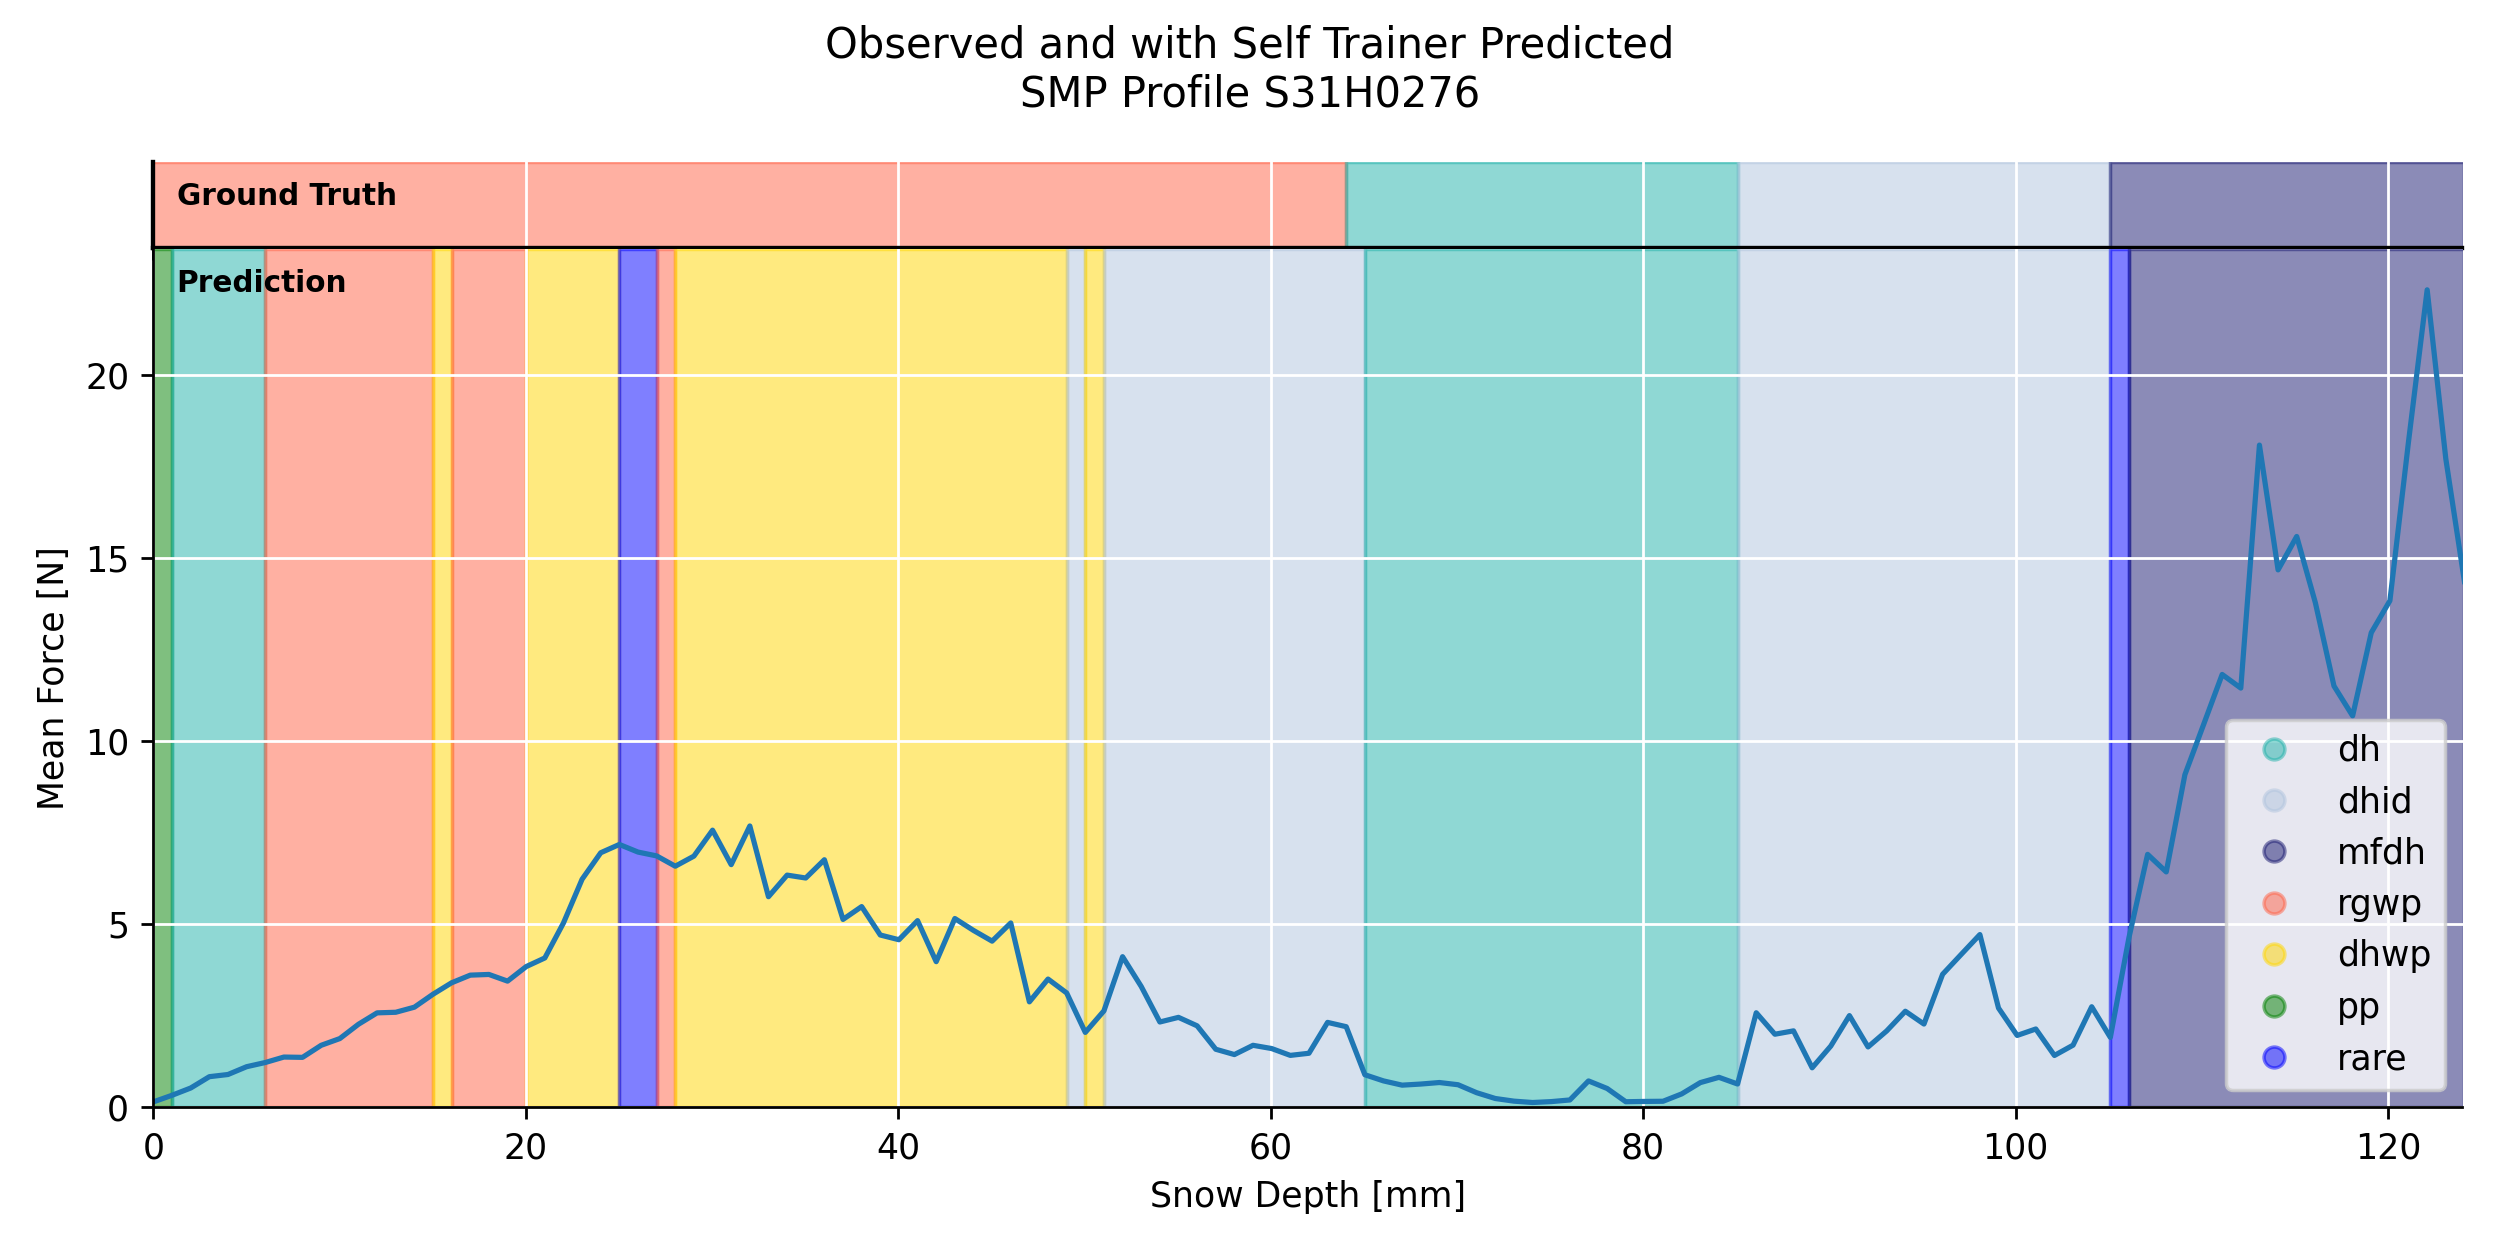 Observed and with Self Trainer Predicted
SMP Profile S31H0276
Ground Truth
Prediction
20
15
10
5
0
Mean Force [N]
dh
dhid
mfdh
rgwp
dhwp
pp
rare
0 20 40 60 80 100 120
Snow Depth [mm]